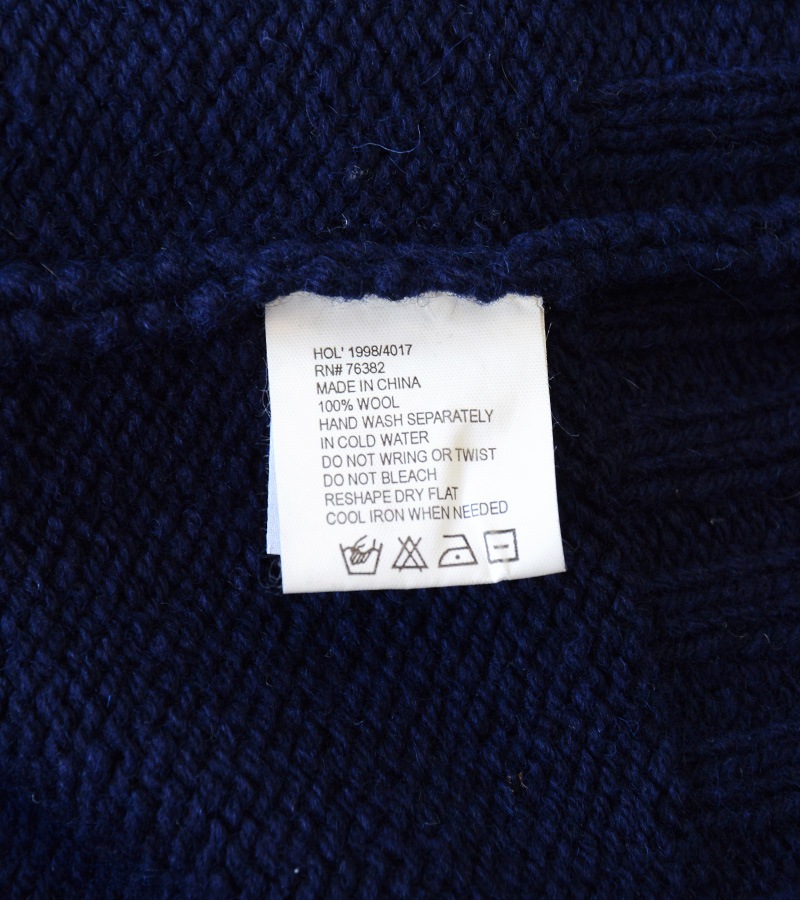 HOL' 1998/4017
RN# 76382
MADE IN CHINA
100% WOOL
HAND WASH SEPARATELY
IN COLD WATER
DO NOT WRING OR TWIST
DO NOT BLEACH
RESHAPE DRY FLAT
COOL IRON WHEN NEEDED